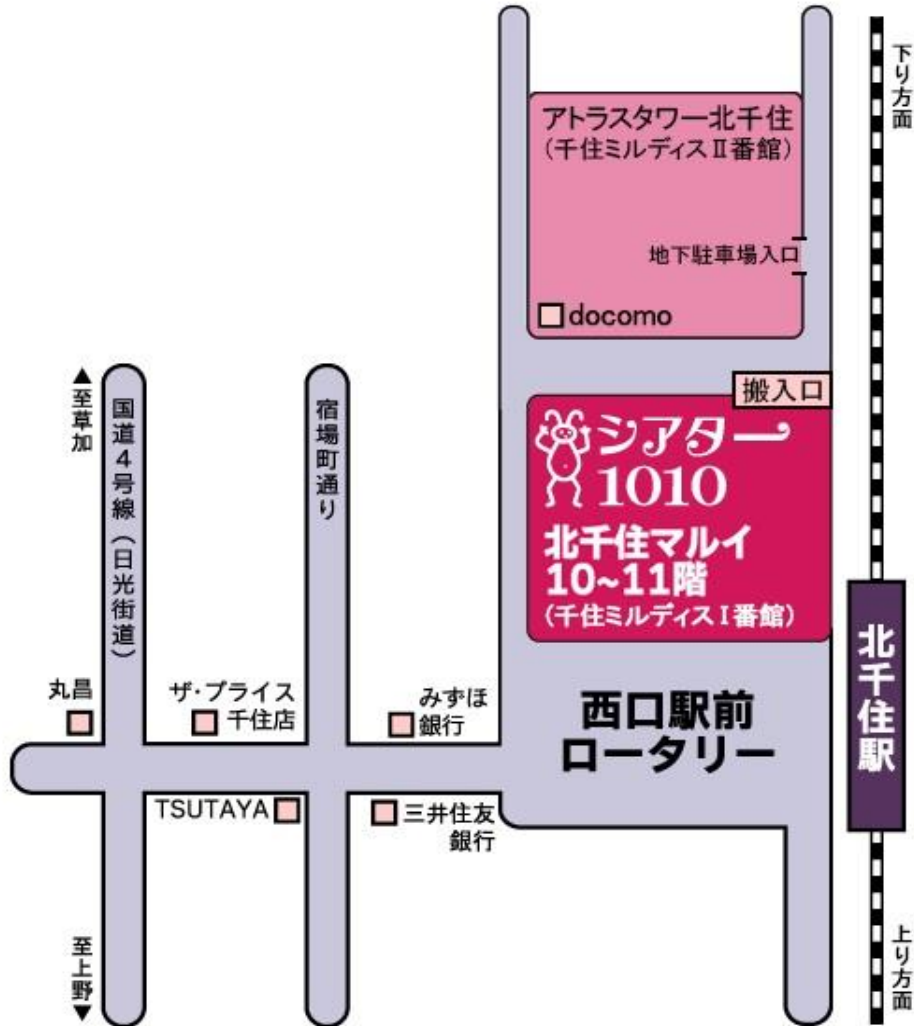 下り方面
アトラスタワー北千住
(千住ミルディスⅡ番館)
地下駐車場入口
docomo
搬入口
▲至草加
国道4号線(日光街道)
宿場町通り
シアター
1010
北千住マルイ
10~11階
(千住ミルディスⅠ番館)
北千住駅
丸昌
ザ・プライス
千住店
みずほ
銀行
西口駅前
ロータリー
TSUTAYA
三井住友
銀行
至上野▼
上り方面